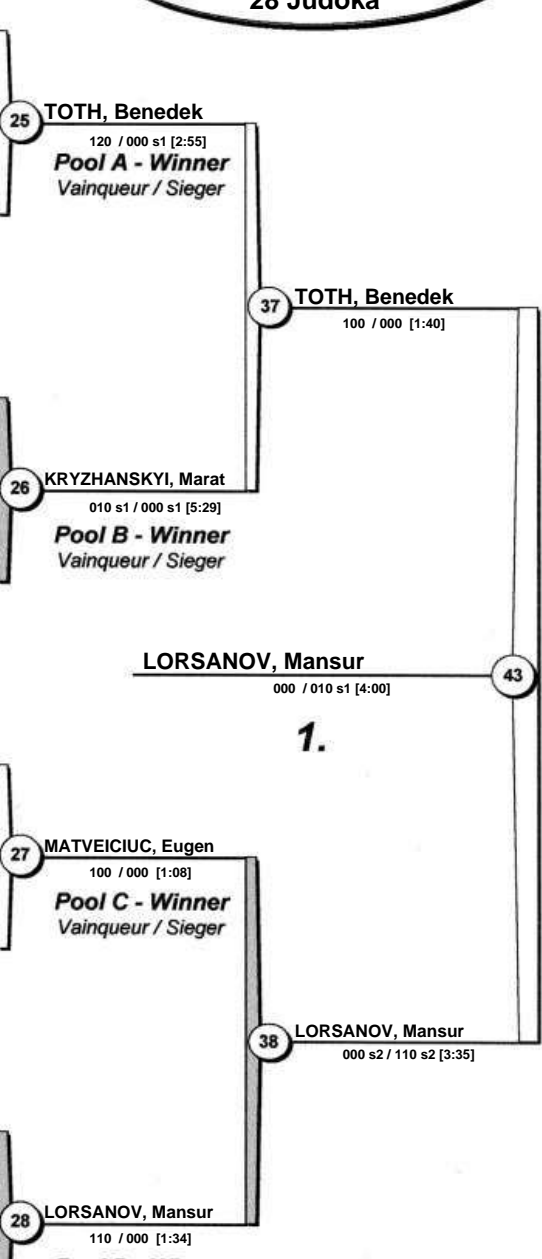 28 Judoka
25 TOTH, Benedek
120 / 000 s1 [2:55]
Pool A - Winner
Vainqueur / Sieger
37 TOTH, Benedek
100 / 000 [1:40]
26 KRYZHANSKYI, Marat
010 s1 / 000 s1 [5:29]
Pool B - Winner
Vainqueur / Sieger
LORSANOV, Mansur 43
000 / 010 s1 [4:00]
1.
27 MATVEICIUC, Eugen
100 / 000 [1:08]
Pool C - Winner
Vainqueur / Sieger
38 LORSANOV, Mansur
000 s2 / 110 s2 [3:35]
28 LORSANOV, Mansur
110 / 000 [1:34]